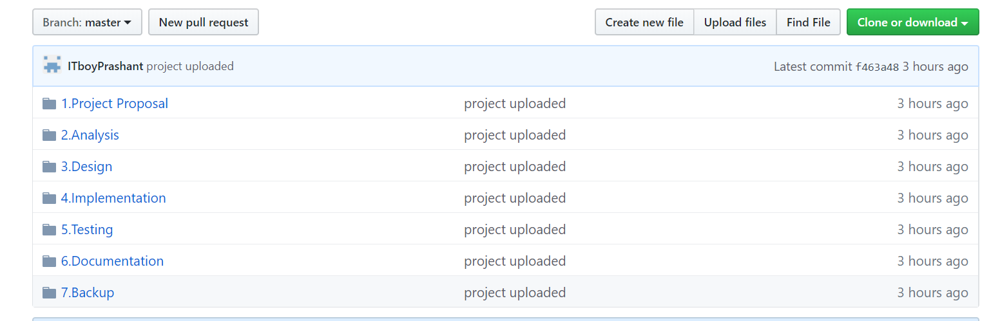 Branch: master New pull request Create new file Upload files Find File Clone or download
ITboyPrashant project uploaded Latest commit f463a48 3 hours ago
1.Project Proposal project uploaded 3 hours ago
2.Analysis project uploaded 3 hours ago
3.Design project uploaded 3 hours ago
4.Implementation project uploaded 3 hours ago
5.Testing project uploaded 3 hours ago
6.Documentation project uploaded 3 hours ago
7.Backup project uploaded 3 hours ago